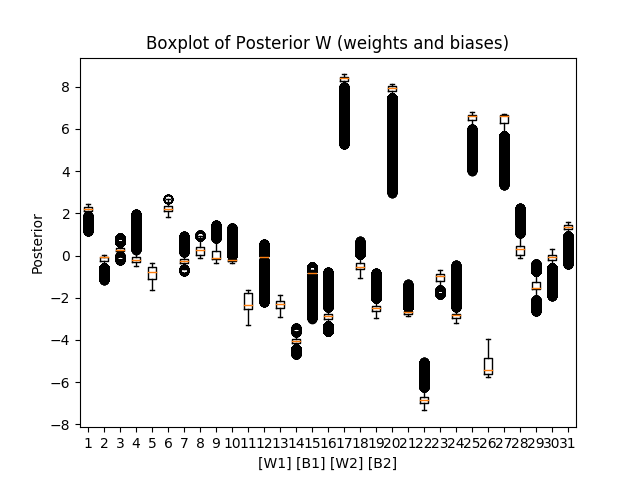 Boxplot of Posterior W (weights and biases)
8
6
4
2
0
−2
−4
−6
−8
Posterior
1 2 3 4 5 6 7 8 9 10 11 12 13 14 15 16 17 18 19 20 21 22 23 24 25 26 27 28 29 30 31
[W1] [B1] [W2] [B2]